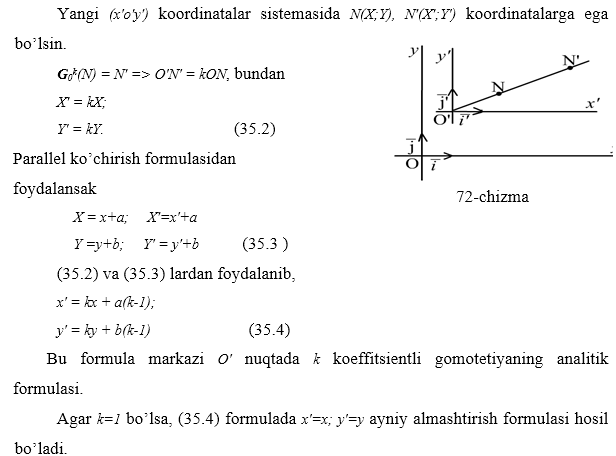 Yangi (x'o'y') koordinatalar sistemasida N(X;Y), N'(X';Y') koordinatalarga ega
bo’lsin.
G₀ᵏ(N) = N' => O'N' = kON, bundan
X' = kX;
Y' = kY. (35.2)
Parallel ko’chirish formulasidan
foydalansak
X = x+a; X'=x'+a
Y =y+b; Y' = y'+b (35.3 )
(35.2) va (35.3) lardan foydalanib,
x' = kx + a(k-1);
y' = ky + b(k-1) (35.4)
y y' N N'
j' O' i' x'
j O i
72-chizma
Bu formula markazi O' nuqtada k koeffitsientli gomotetiyaning analitik
formulasi.
Agar k=1 bo’lsa, (35.4) formulada x'=x; y'=y ayniy almashtirish formulasi hosil
bo’ladi.